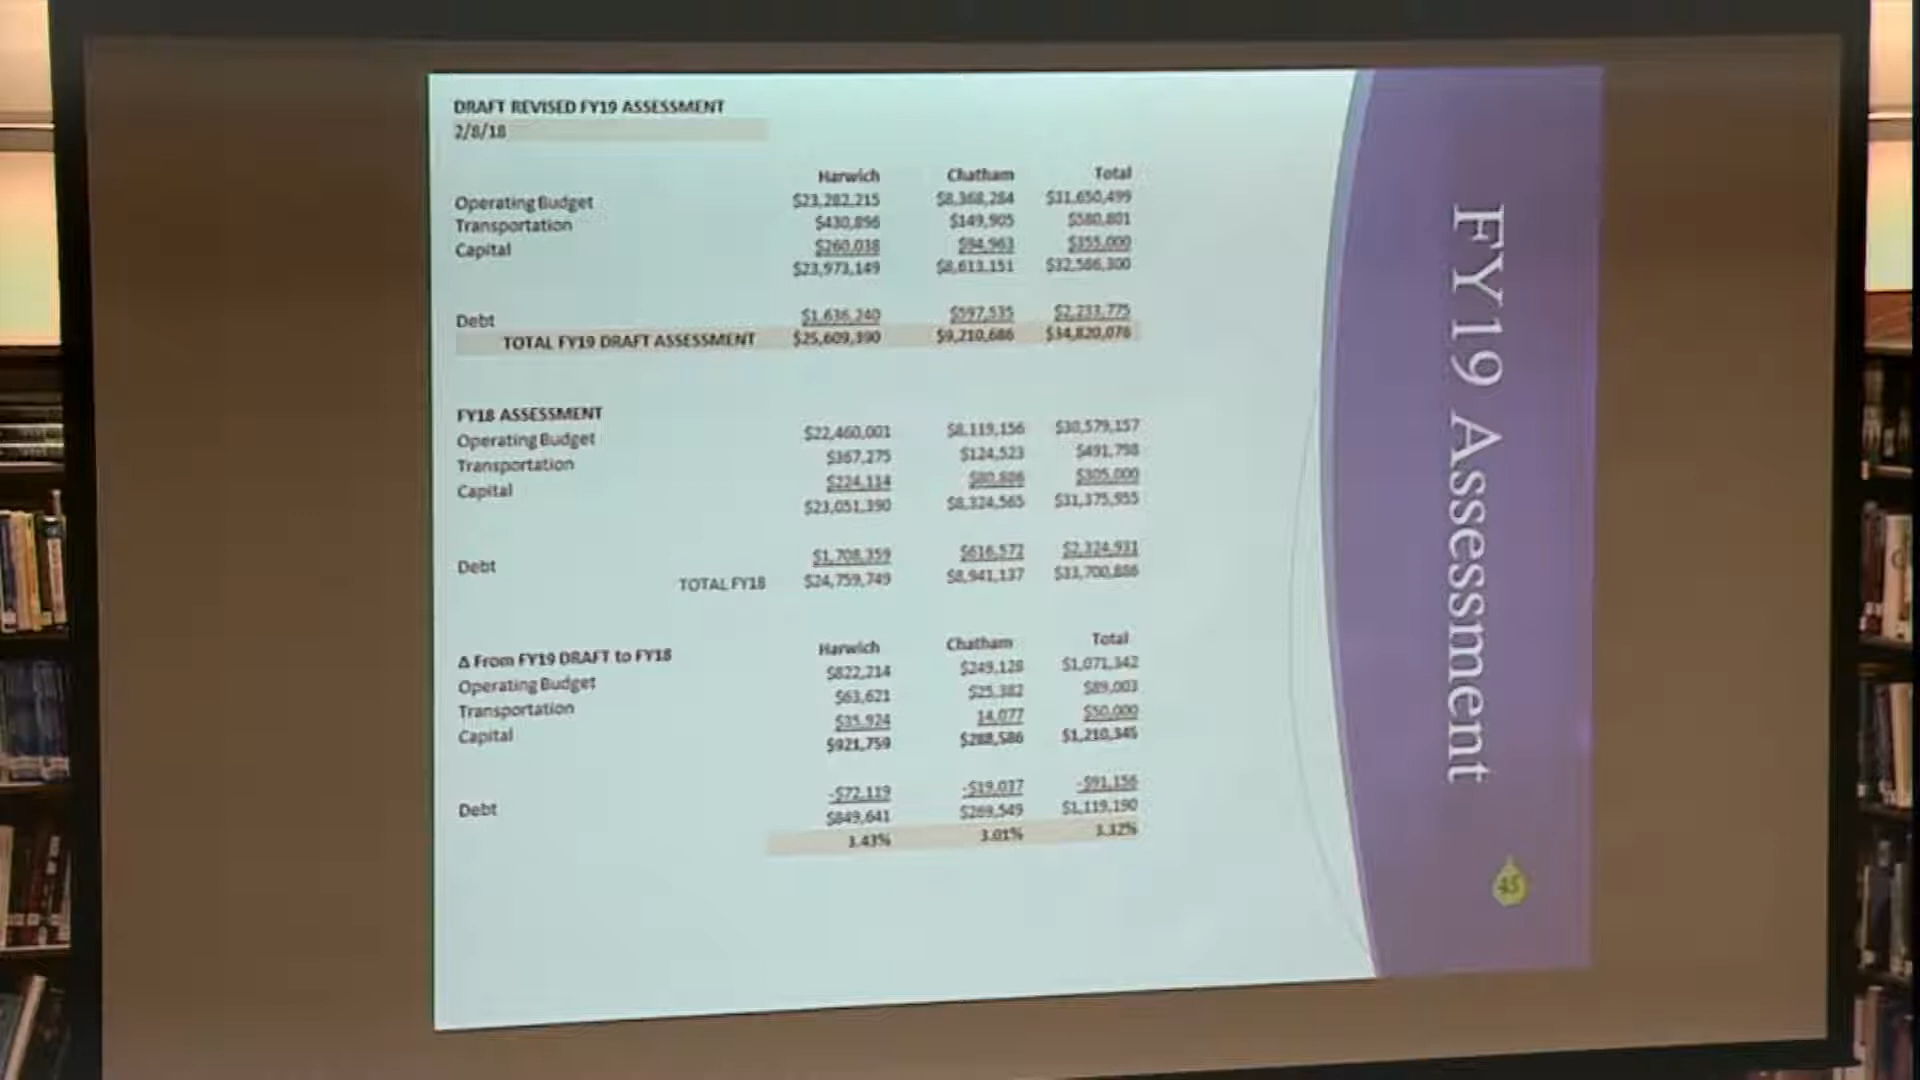 DRAFT REVISED FY19 ASSESSMENT
2/8/18
Harwich Chatham Total
Operating Budget $23,282,215 $8,368,284 $31,650,499
Transportation $430,896 $149,905 $580,801
Capital $260,038 $94,963 $355,000
$23,973,149 $8,613,151 $32,586,300
Debt $1,636,240 $597,535 $2,233,775
TOTAL FY19 DRAFT ASSESSMENT $25,609,390 $9,210,686 $34,820,076
FY18 ASSESSMENT
Operating Budget $22,460,001 $8,119,156 $30,579,157
Transportation $367,275 $124,523 $491,798
Capital $224,114 $80,886 $305,000
$23,051,390 $8,324,565 $31,375,955
Debt $1,708,359 $616,572 $2,324,931
TOTAL FY18 $24,759,749 $8,941,137 $33,700,886
Harwich Chatham Total
Δ From FY19 DRAFT to FY18
Operating Budget $822,214 $249,128 $1,071,342
Transportation $63,621 $25,382 $89,003
Capital $35,924 14,077 $50,000
$921,759 $288,586 $1,210,345
Debt -$72,119 -$19,037 -$91,156
$849,641 $269,549 $1,119,190
3.43% 3.01% 3.32%
FY19 Assessment
45